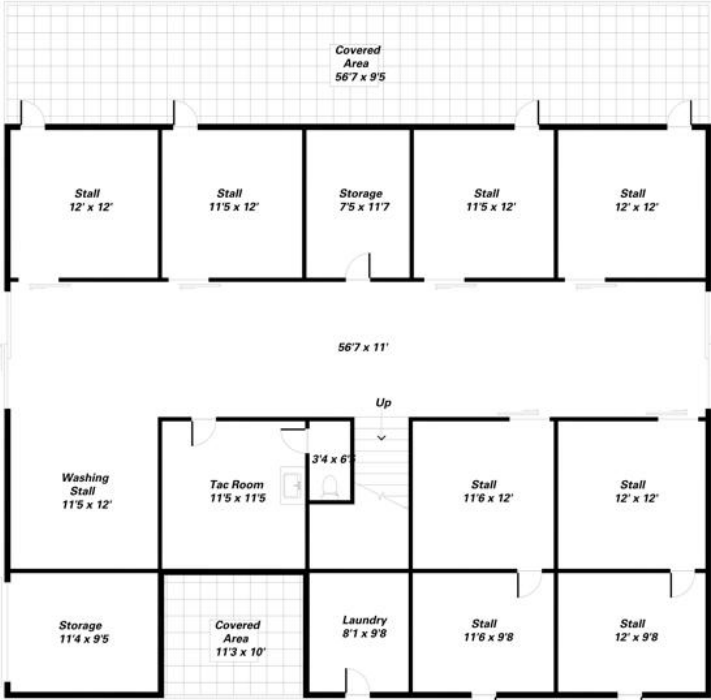 Covered
Area
56'7 x 9'5
Stall
12' x 12'
Stall
11'5 x 12'
Storage
7'5 x 11'7
Stall
11'5 x 12'
Stall
12' x 12'
56'7 x 11'
Up
Washing
Stall
11'5 x 12'
Tac Room
11'5 x 11'5
3'4 x 6'
Stall
11'6 x 12'
Stall
12' x 12'
Storage
11'4 x 9'5
Covered
Area
11'3 x 10'
Laundry
8'1 x 9'8
Stall
11'6 x 9'8
Stall
12' x 9'8